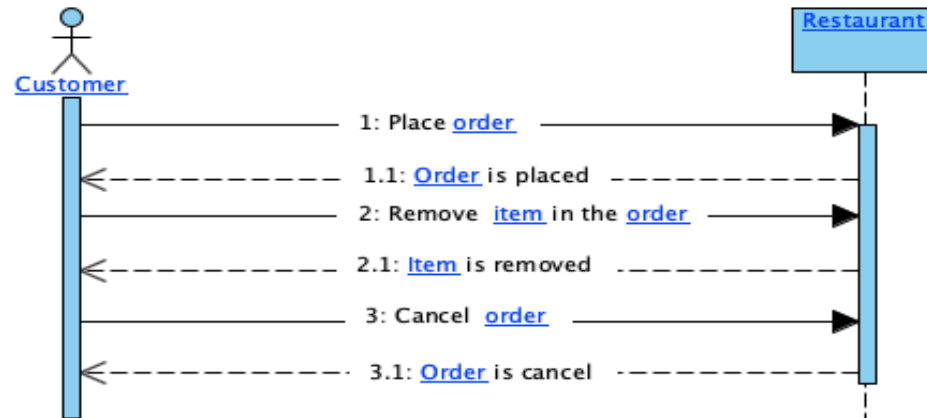 Restaurant
Customer
1: Place order
1.1: Order is placed
2: Remove item in the order
2.1: Item is removed
3: Cancel order
3.1: Order is cancel